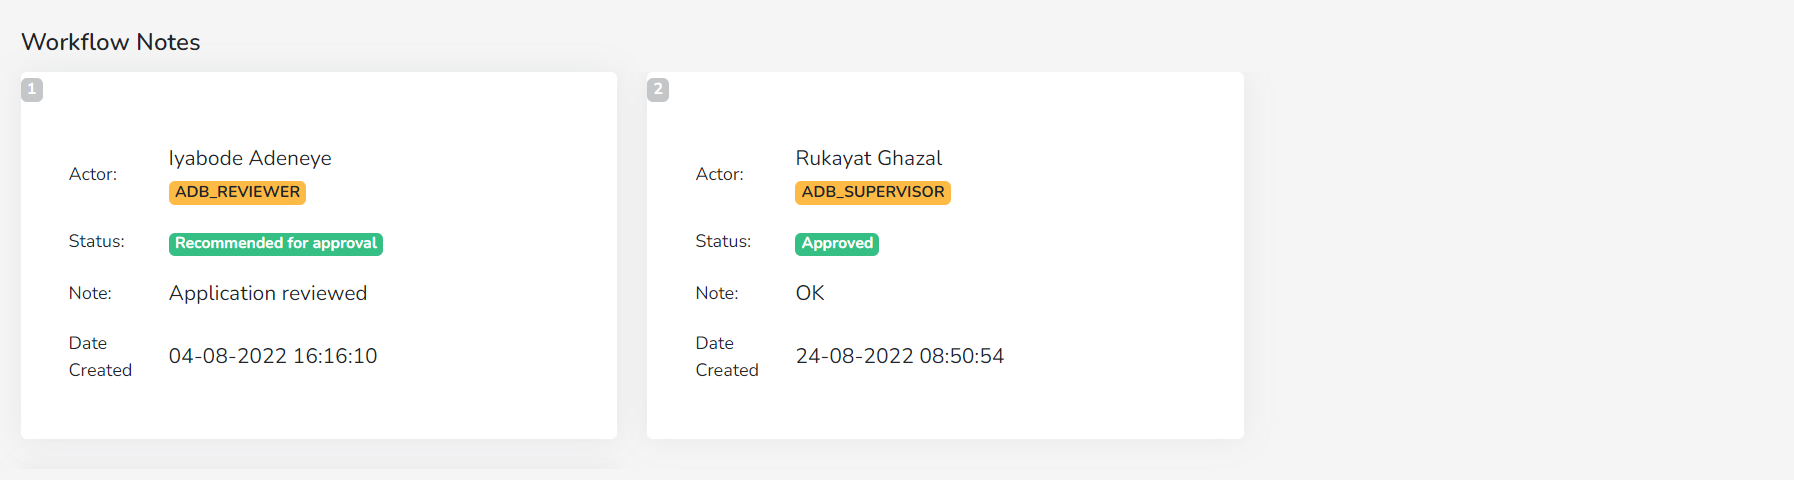 Workflow Notes
1
Actor:
Iyabode Adeneye
ADB_REVIEWER
Status:
Recommended for approval
Note:
Application reviewed
Date
Created
04-08-2022 16:16:10
2
Actor:
Rukayat Ghazal
ADB_SUPERVISOR
Status:
Approved
Note:
OK
Date
Created
24-08-2022 08:50:54